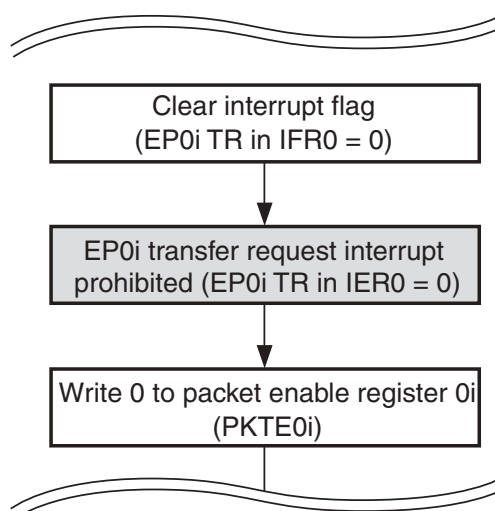 Clear interrupt flag
(EP0i TR in IFR0 = 0)
EP0i transfer request interrupt
prohibited (EP0i TR in IER0 = 0)
Write 0 to packet enable register 0i
(PKTE0i)